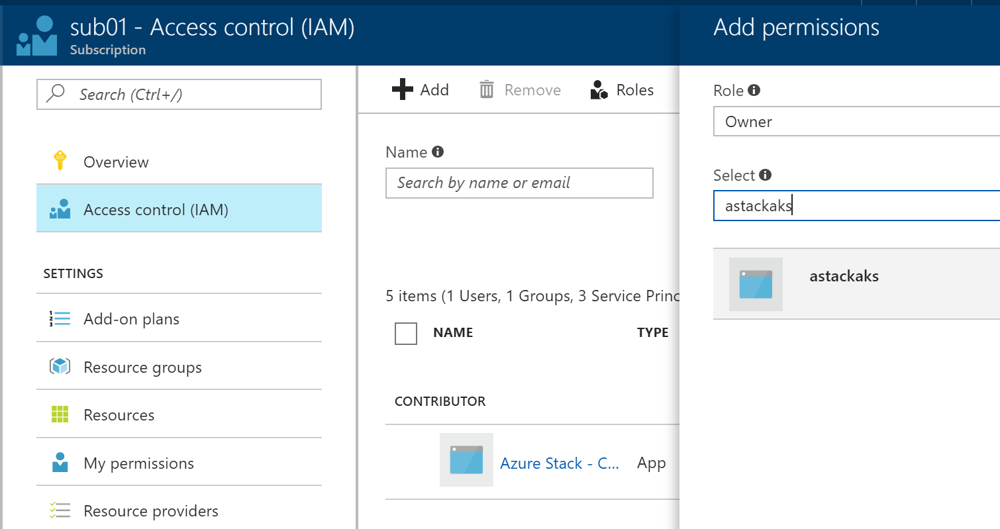 sub01 - Access control (IAM)
Subscription
Search (Ctrl+/)
Overview
Access control (IAM)
SETTINGS
Add-on plans
Resource groups
Resources
My permissions
Resource providers
Add Remove Roles
Name
Search by name or email
5 items (1 Users, 1 Groups, 3 Service Princ
NAME TYPE
CONTRIBUTOR
Azure Stack - C... App
Add permissions
Role
Owner
Select
astackaks
astackaks